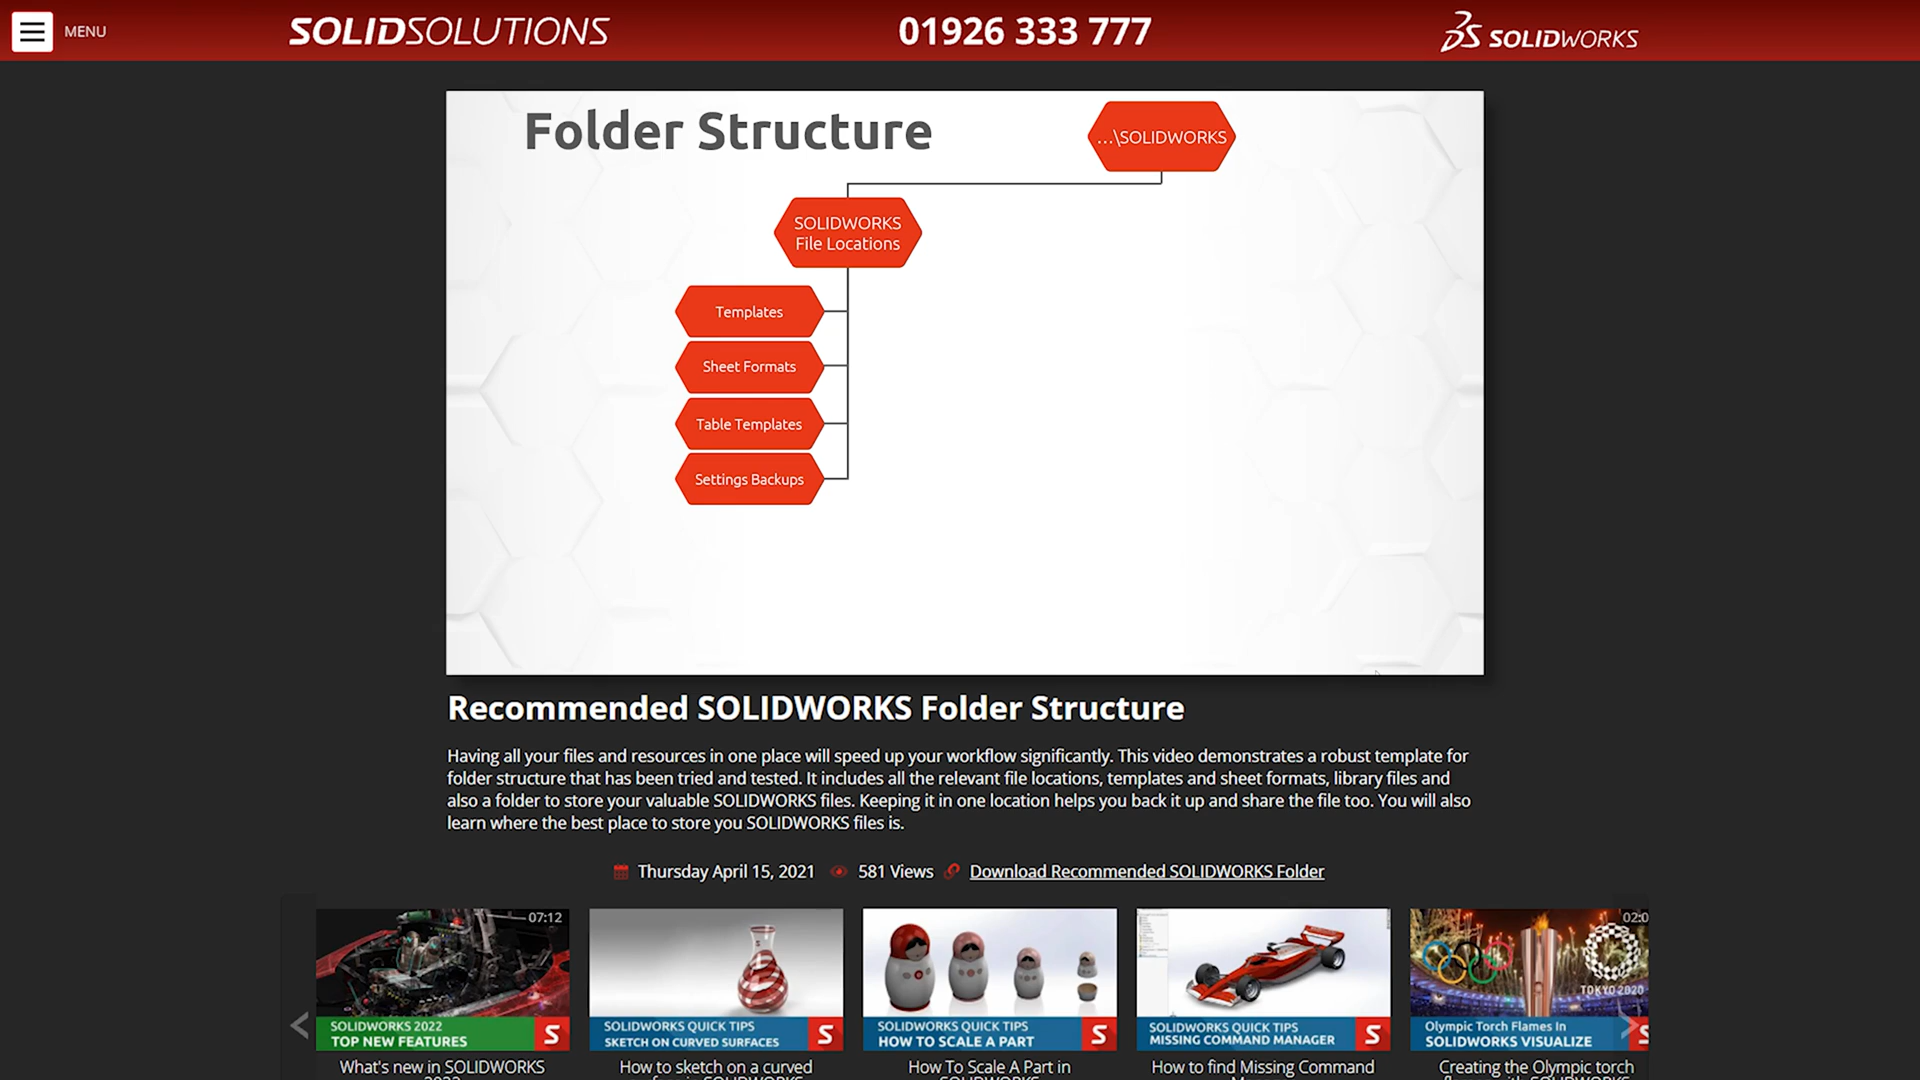 MENU
SOLIDSOLUTIONS
01926 333 777
SOLIDWORKS
Folder Structure
...\SOLIDWORKS
SOLIDWORKS
File Locations
Templates
Sheet Formats
Table Templates
Settings Backups
Recommended SOLIDWORKS Folder Structure
Having all your files and resources in one place will speed up your workflow significantly. This video demonstrates a robust template for
folder structure that has been tried and tested. It includes all the relevant file locations, templates and sheet formats, library files and
also a folder to store your valuable SOLIDWORKS files. Keeping it in one location helps you back it up and share the file too. You will also
learn where the best place to store you SOLIDWORKS files is.
Thursday April 15, 2021 581 Views Download Recommended SOLIDWORKS Folder
07:12
SOLIDWORKS 2022
TOP NEW FEATURES
What's new in SOLIDWORKS
2022
SOLIDWORKS QUICK TIPS
SKETCH ON CURVED SURFACES
How to sketch on a curved
SOLIDWORKS QUICK TIPS
HOW TO SCALE A PART
How To Scale A Part in
SOLIDWORKS
SOLIDWORKS QUICK TIPS
MISSING COMMAND MANAGER
How to find Missing Command
02:0
TOKYO 2020
Olympic Torch Flames In
SOLIDWORKS VISUALIZE
Creating the Olympic torch